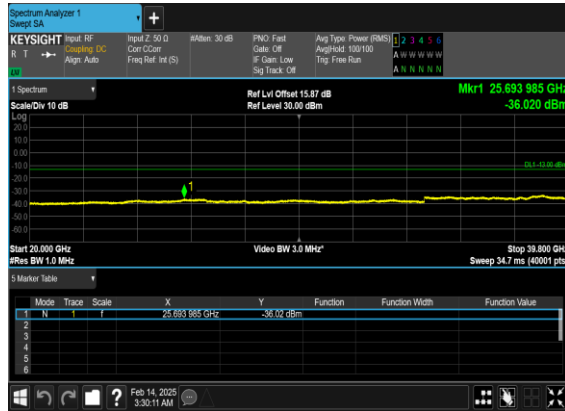 Spectrum Analyzer 1
Swept SA
+
KEYSIGHT Input: RF Input Z: 50 Ω #Atten: 30 dB PNO: Fast Avg Type: Power (RMS) 1 2 3 4 5 6
R T Coupling: DC Corr CCorr Gate: Off Avg|Hold: 100/100 A W W W W W
Align: Auto Freq Ref: Int (S) IF Gain: Low Trig: Free Run
Sig Track: Off A N N N N N
1 Spectrum Ref Lvl Offset 15.87 dB Mkr1 25.693 985 GHz
Scale/Div 10 dB Ref Level 30.00 dBm -36.020 dBm
Log
20.0
10.0
0.00
-10.0 DL1 -13.00 dBm
-20.0
-30.0 1
-40.0
-50.0
-60.0
Start 20.000 GHz Video BW 3.0 MHz* Stop 39.800 GHz
#Res BW 1.0 MHz Sweep 34.7 ms (40001 pts)
5 Marker Table
Mode Trace Scale X Y Function Function Width Function Value
1 N 1 f 25.693 985 GHz -36.02 dBm
2
3
4
5
6
? Feb 14, 2025
3:30:11 AM